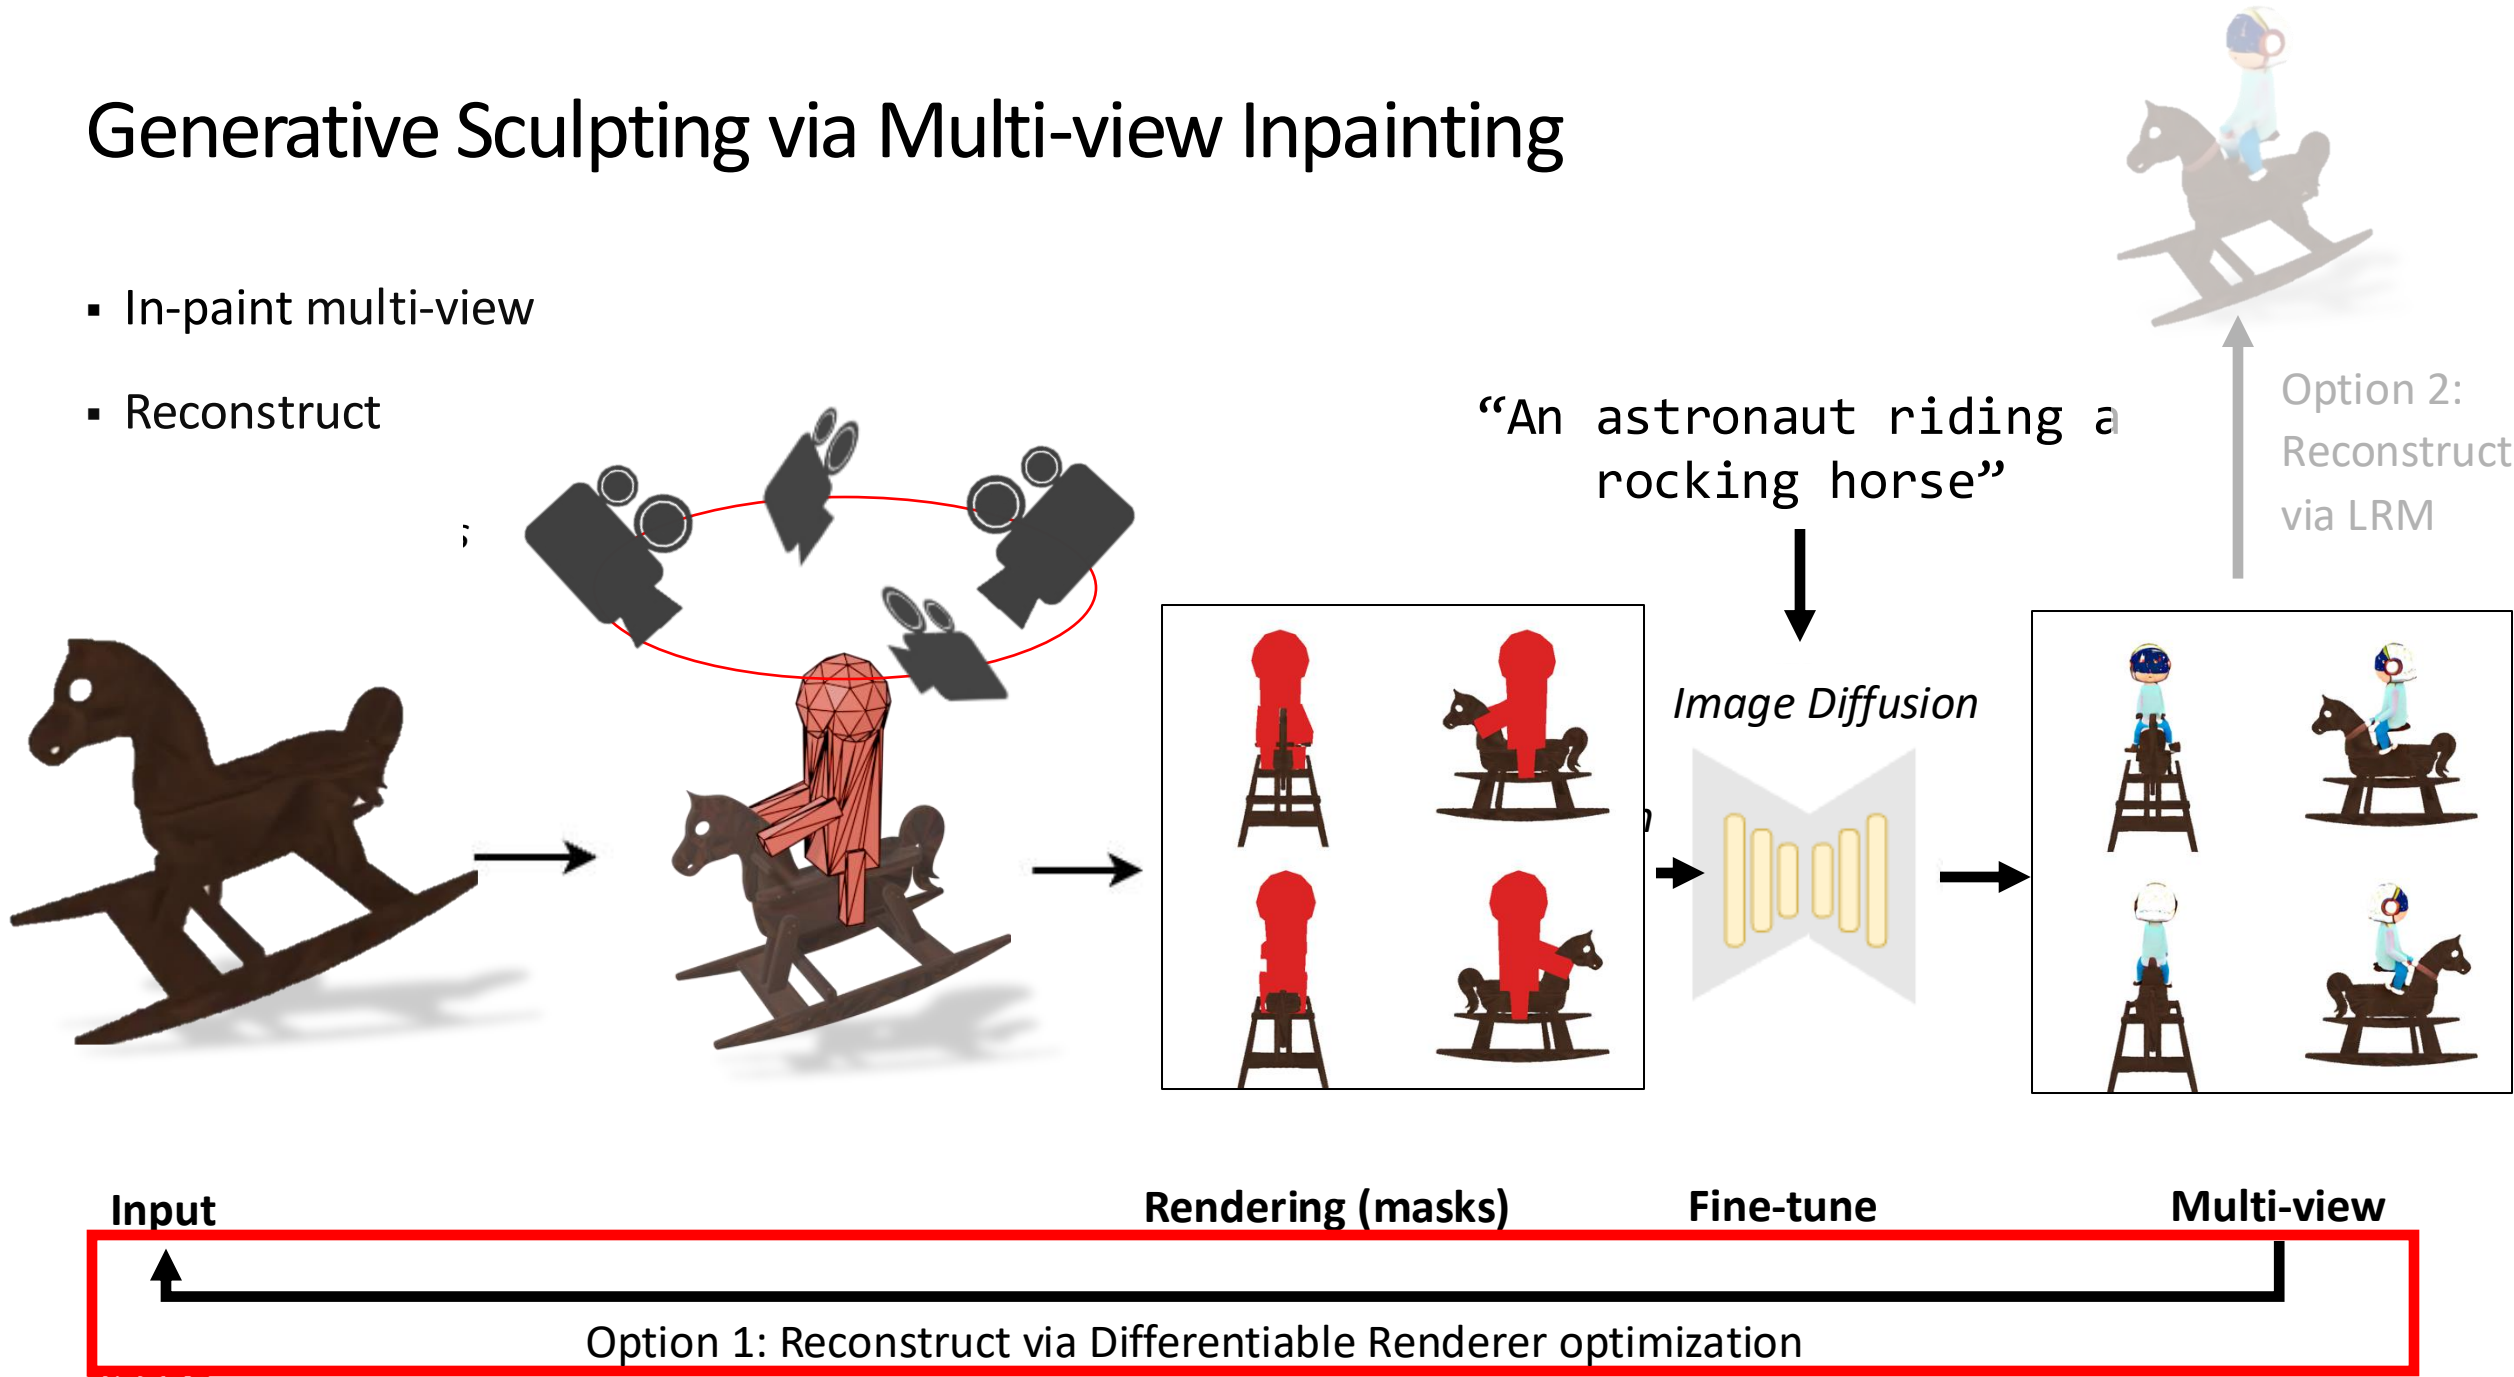 Generative Sculpting via Multi-view Inpainting
▪ In-paint multi-view
▪ Reconstruct
“An astronaut riding a
rocking horse”
Option 2:
Reconstruct
via LRM
Image Diffusion
Input
Rendering (masks)
Fine-tune
Multi-view
Option 1: Reconstruct via Differentiable Renderer optimization